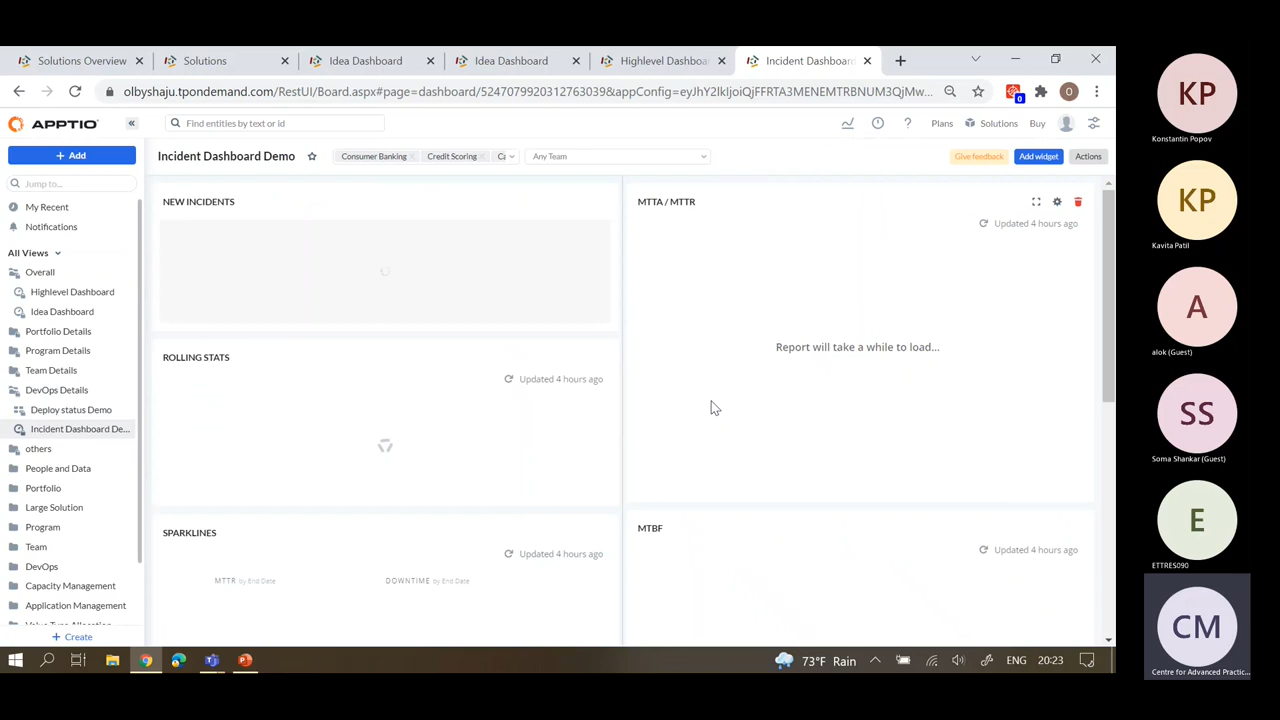 Solutions Overview
Solutions
Idea Dashboard
Idea Dashboard
Highlevel Dashboa
Incident Dashboard
olbyshaju.tpondemand.com/RestUI/Board.aspx#page=dashboard/5247079920312763039&appConfig=eyJhY2lkIjoiQjFFRTA3MENEMTRBNUM3QjMw...
0
O
APPTIO
Find entities by text or id
Plans
Solutions
Buy
+ Add
Incident Dashboard Demo
Consumer Banking
Credit Scoring
Any Team
Give feedback
Add widget
Actions
Jump to...
My Recent
Notifications
All Views
Overall
Highlevel Dashboard
Idea Dashboard
Portfolio Details
Program Details
Team Details
DevOps Details
Deploy status Demo
Incident Dashboard De...
others
People and Data
Portfolio
Large Solution
Program
Team
DevOps
Capacity Management
Application Management
+ Create
NEW INCIDENTS
ROLLING STATS
Updated 4 hours ago
SPARKLINES
Updated 4 hours ago
MTTR by End Date
DOWNTIME by End Date
MTTA / MTTR
Updated 4 hours ago
Report will take a while to load...
MTBF
Updated 4 hours ago
73°F Rain
ENG
20:23
KP
Konstantin Popov
KP
Kavita Patil
A
alok (Guest)
SS
Soma Shankar (Guest)
E
ETTRES090
CM
Centre for Advanced Practic...